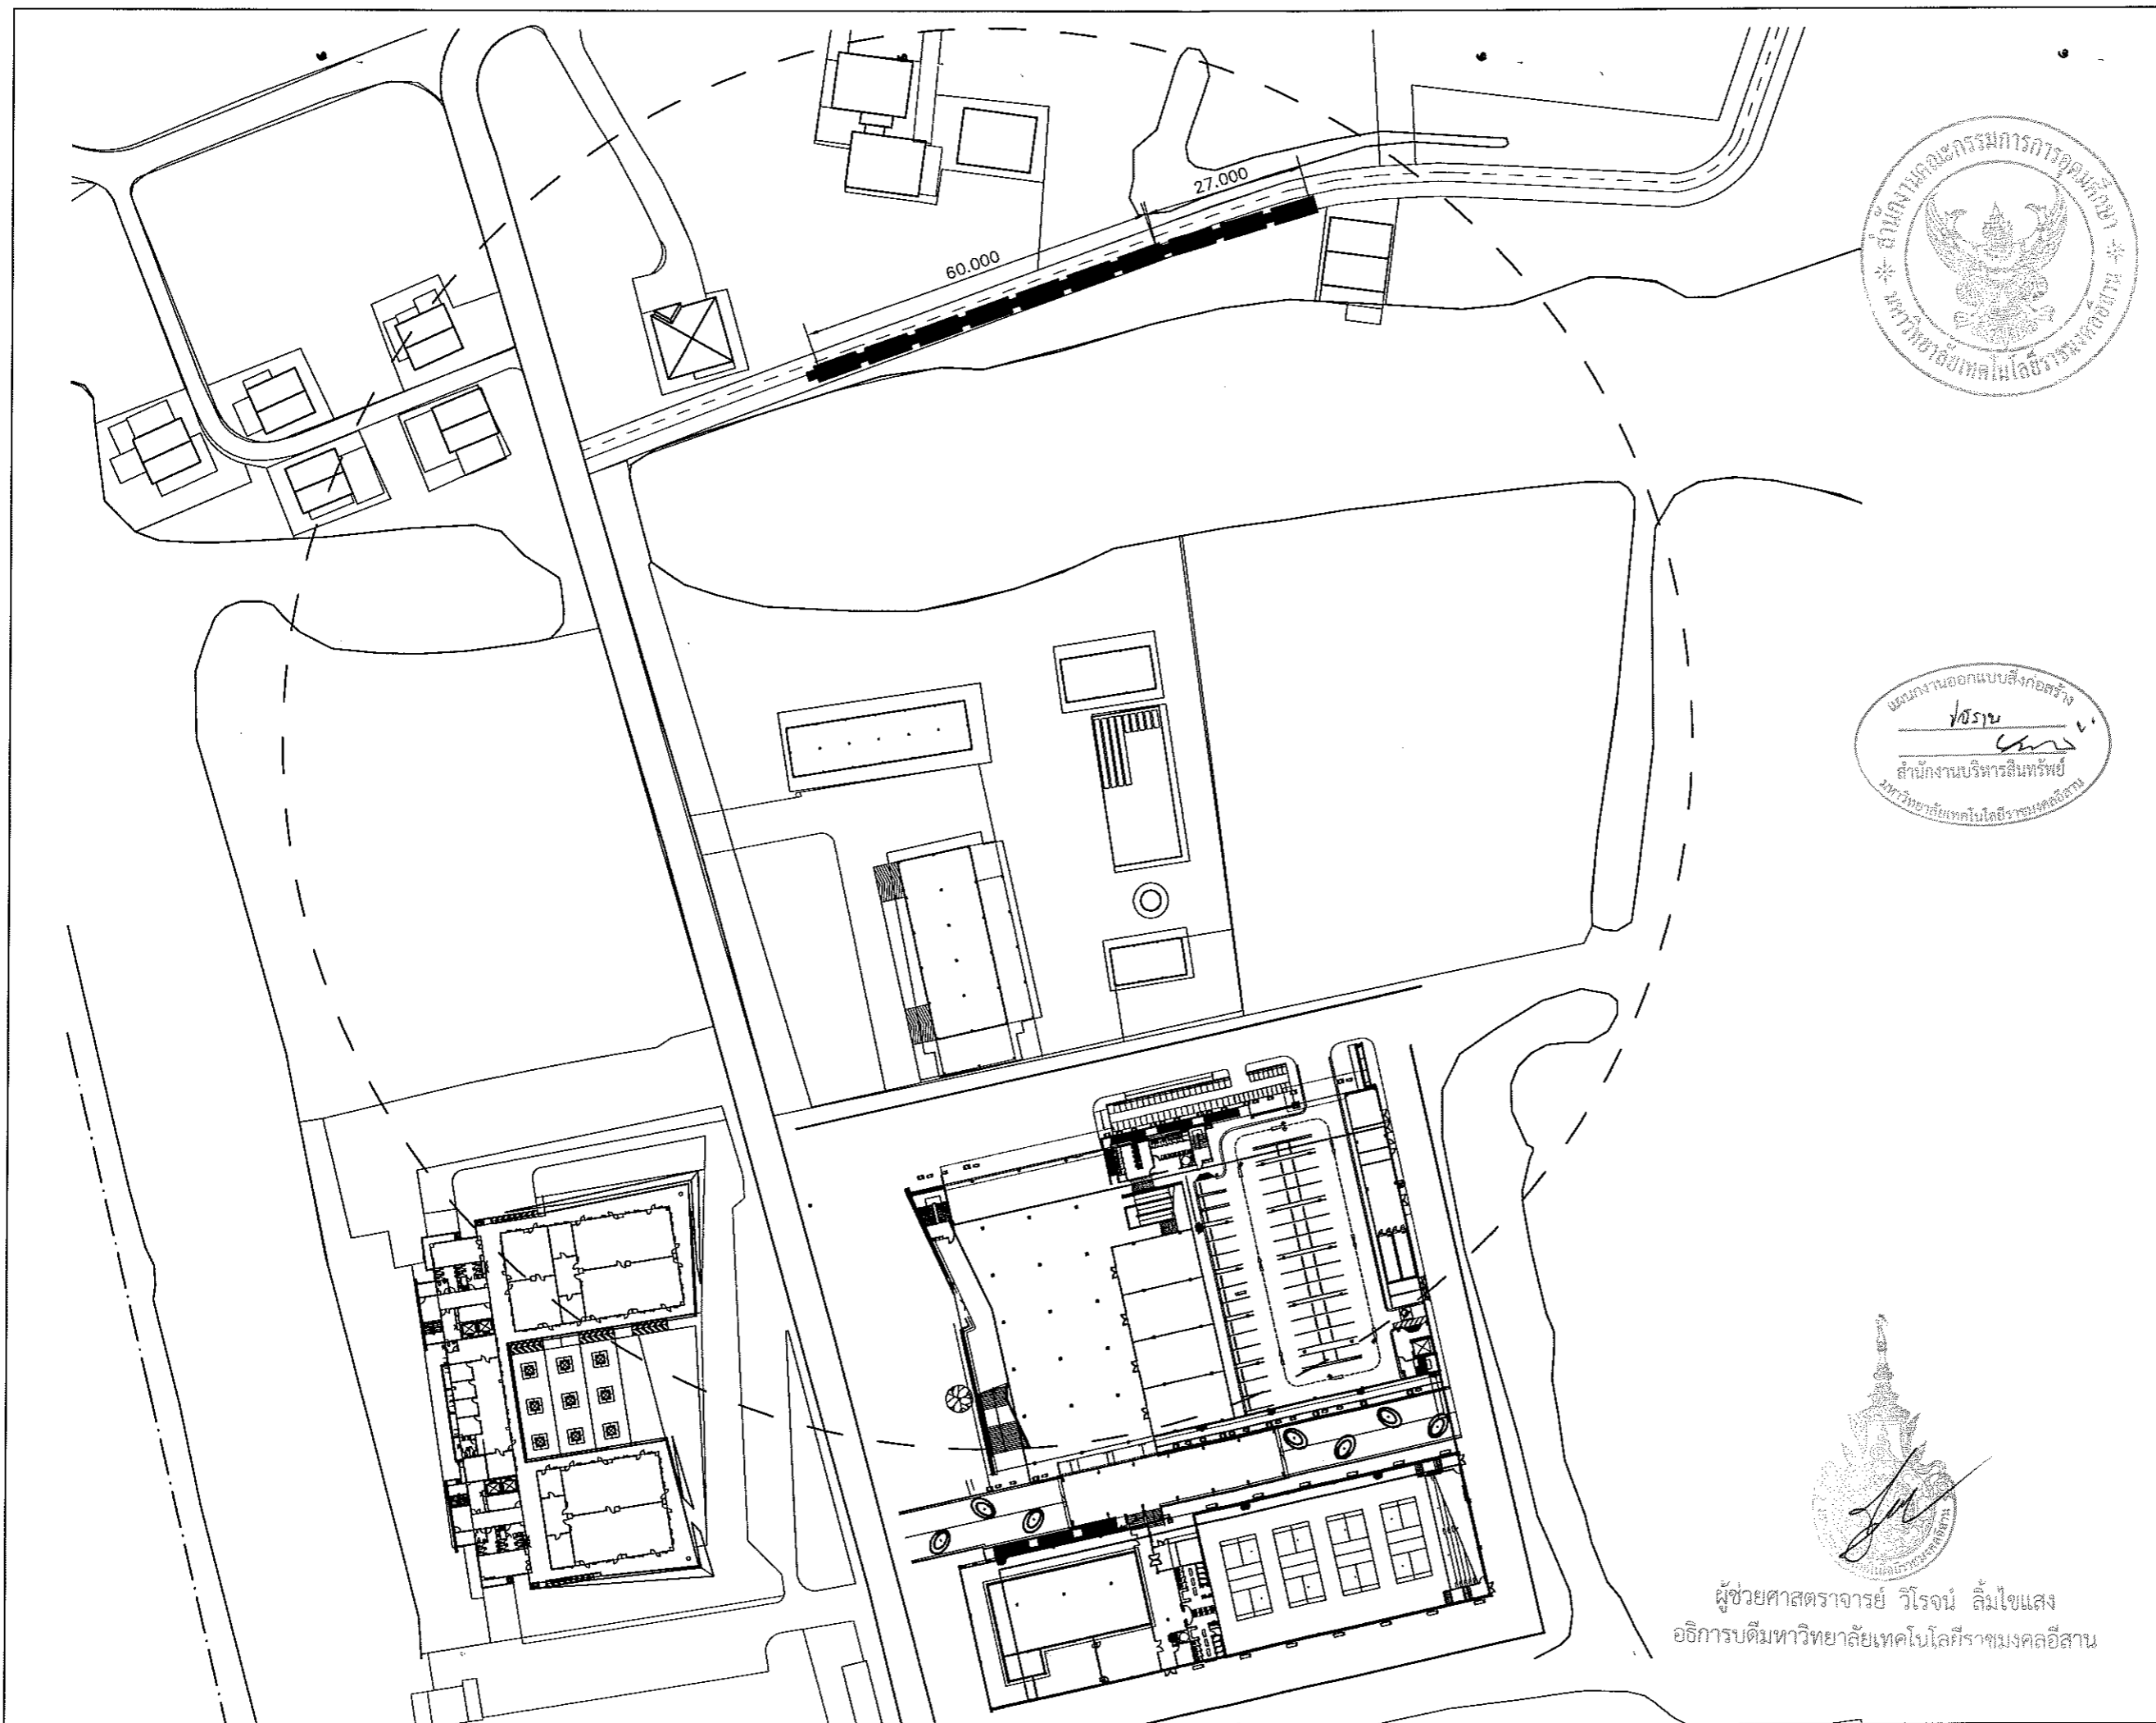 27.000
60.000
สำนักงานคณะกรรมการการอุดมศึกษา
มหาวิทยาลัยเทคโนโลยีราชมงคลอีสาน
แผนกงานออกแบบสิ่งก่อสร้าง
สำนักงานบริหารสินทรัพย์
มหาวิทยาลัยเทคโนโลยีราชมงคลอีสาน
ผู้ช่วยศาสตราจารย์ วิโรจน์ ลิ้มไขแสง
อธิการบดีมหาวิทยาลัยเทคโนโลยีราชมงคลอีสาน